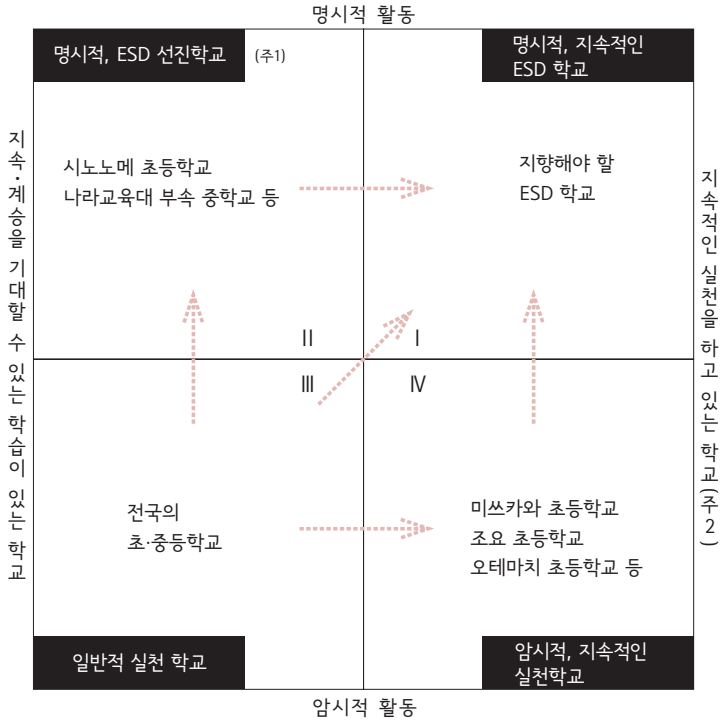 명시적 활동
명시적, ESD 선진학교
(주1)
명시적, 지속적인
ESD 학교
지속·계승을 기대할 수 있는 학습이 있는 학교
시노노메 초등학교
나라교육대 부속 중학교 등
지향해야 할
ESD 학교
지속적인 실천을 하고 있는 학교(주2)
II
I
III
IV
전국의
초·중등학교
미쓰카와 초등학교
조요 초등학교
오테마치 초등학교 등
일반적 실천 학교
암시적, 지속적인
실천학교
암시적 활동